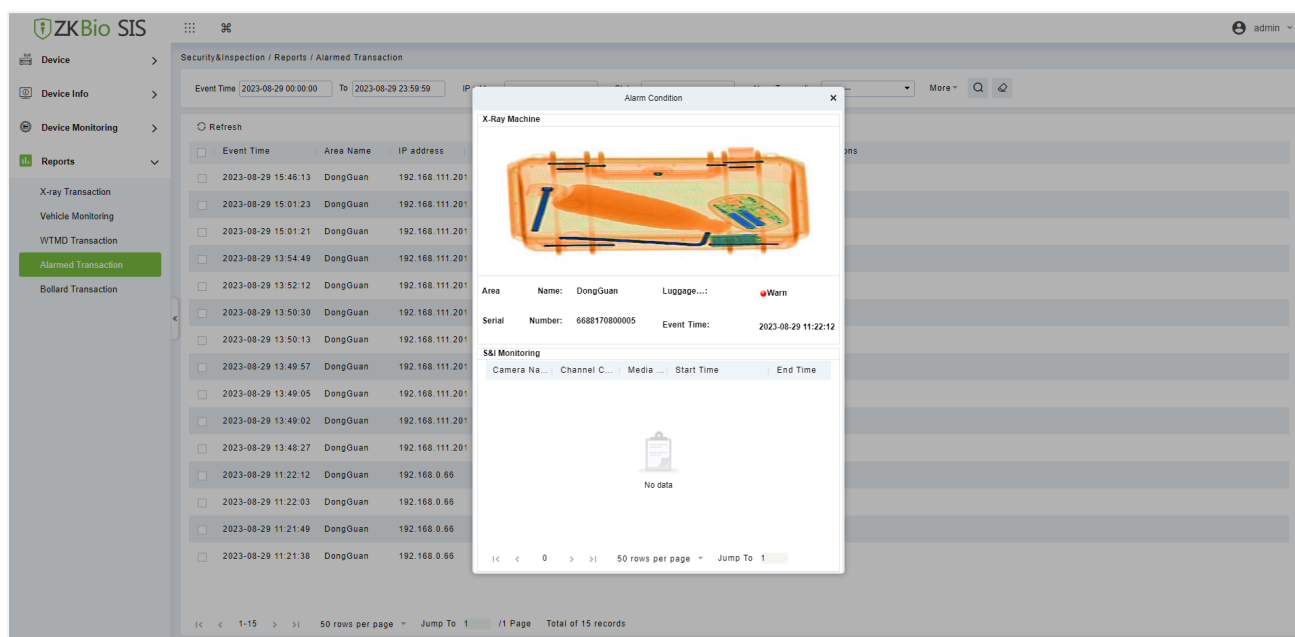 ZKBio SIS
admin
Device
Security&Inspection / Reports / Alarmed Transaction
Device Info
Event Time 2023-08-29 00:00:00 To 2023-08-29 23:59:59 IP
More
Device Monitoring
Refresh
Reports
Event Time Area Name IP address
X-ray Transaction
Vehicle Monitoring
WTMD Transaction
Alarmed Transaction
Bollard Transaction
2023-08-29 15:46:13 DongGuan 192.168.111.201
2023-08-29 15:01:23 DongGuan 192.168.111.201
2023-08-29 15:01:21 DongGuan 192.168.111.201
2023-08-29 13:54:49 DongGuan 192.168.111.201
2023-08-29 13:52:12 DongGuan 192.168.111.201
2023-08-29 13:50:30 DongGuan 192.168.111.201
2023-08-29 13:50:13 DongGuan 192.168.111.201
2023-08-29 13:49:57 DongGuan 192.168.111.201
2023-08-29 13:49:05 DongGuan 192.168.111.201
2023-08-29 13:49:02 DongGuan 192.168.111.201
2023-08-29 13:48:27 DongGuan 192.168.111.201
2023-08-29 11:22:12 DongGuan 192.168.0.66
2023-08-29 11:22:03 DongGuan 192.168.0.66
2023-08-29 11:21:49 DongGuan 192.168.0.66
2023-08-29 11:21:38 DongGuan 192.168.0.66
1-15 50 rows per page Jump To 1 /1 Page Total of 15 records
Alarm Condition
X-Ray Machine
Area Name: DongGuan Luggage...: Warn
Serial Number: 6688170800005 Event Time: 2023-08-29 11:22:12
S&I Monitoring
Camera Na... Channel C... Media ... Start Time End Time
No data
0 50 rows per page Jump To 1